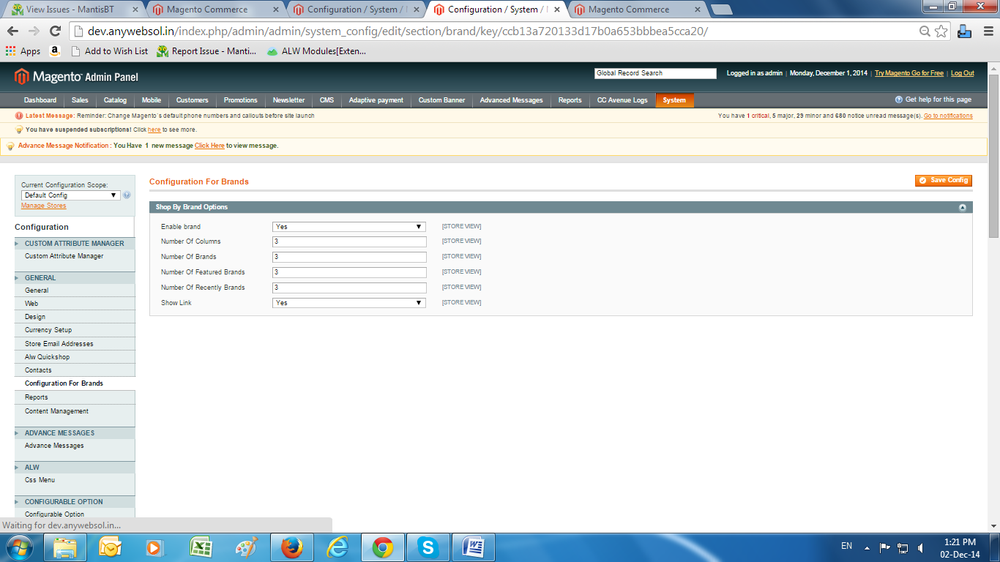 View Issues - MantisBT
Magento Commerce
Configuration / System /
Configuration / System /
Magento Commerce
dev.anywebsol.in/index.php/admin/admin/system_config/edit/section/brand/key/ccb13a720133d17b0a653bbbea5cca20/
Apps
Add to Wish List
Report Issue - Manti...
ALW Modules[Exten...
Magento Admin Panel
Global Record Search
Logged in as admin | Monday, December 1, 2014 | Try Magento Go for Free | Log Out
Dashboard Sales Catalog Mobile Customers Promotions Newsletter CMS Adaptive payment Custom Banner Advanced Messages Reports CC Avenue Logs System
Get help for this page
Latest Message: Reminder: Change Magento`s default phone numbers and callouts before site launch
You have 1 critical, 5 major, 29 minor and 680 notice unread message(s). Go to notifications
You have suspended subscriptions! Click here to see more.
Advance Message Notification : You Have 1 new message Click Here to view message.
Current Configuration Scope:
Default Config
Manage Stores
Configuration
CUSTOM ATTRIBUTE MANAGER
Custom Attribute Manager
GENERAL
General
Web
Design
Currency Setup
Store Email Addresses
Alw Quickshop
Contacts
Configuration For Brands
Reports
Content Management
ADVANCE MESSAGES
Advance Messages
ALW
Css Menu
CONFIGURABLE OPTION
Configurable Option
Configuration For Brands
Save Config
Shop By Brand Options
Enable brand Yes [STORE VIEW]
Number Of Columns 3 [STORE VIEW]
Number Of Brands 3 [STORE VIEW]
Number Of Featured Brands 3 [STORE VIEW]
Number Of Recently Brands 3 [STORE VIEW]
Show Link Yes [STORE VIEW]
Waiting for dev.anywebsol.in...
EN
1:21 PM
02-Dec-14